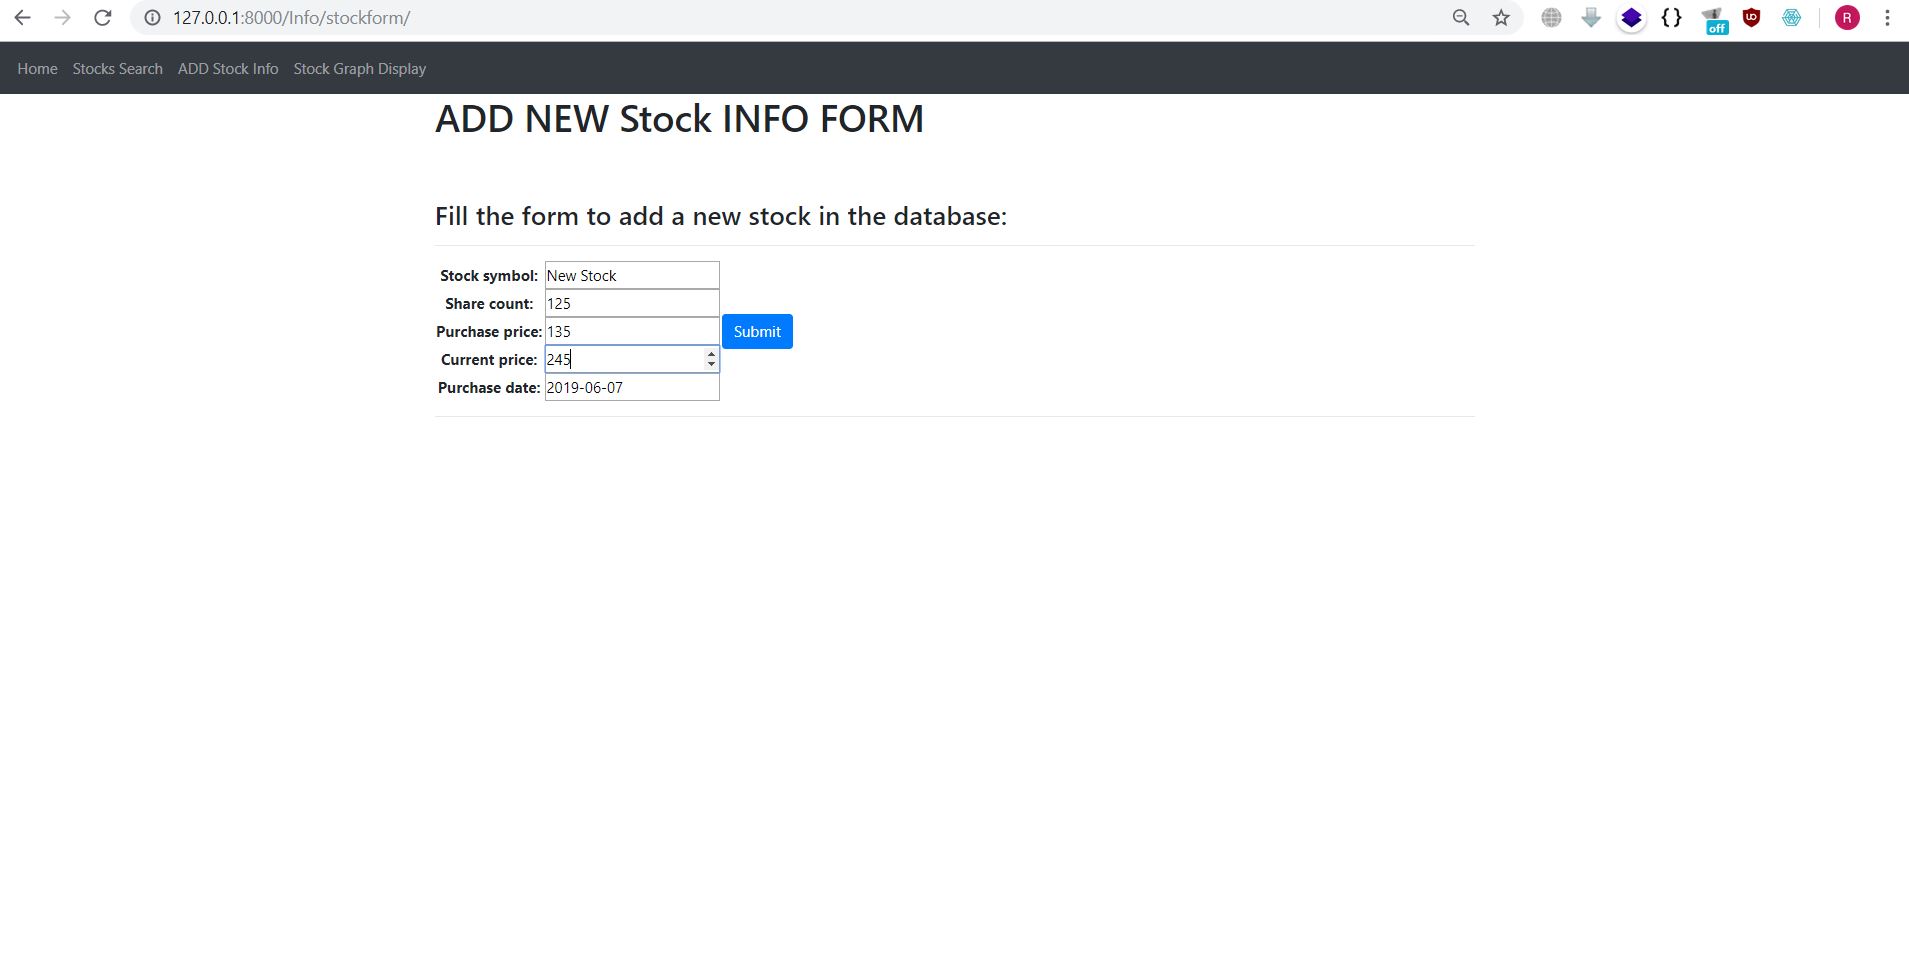 127.0.0.1:8000/Info/stockform/
off
R
Home Stocks Search ADD Stock Info Stock Graph Display
ADD NEW Stock INFO FORM
Fill the form to add a new stock in the database:
Stock symbol: New Stock
Share count: 125
Purchase price: 135 Submit
Current price: 245
Purchase date: 2019-06-07